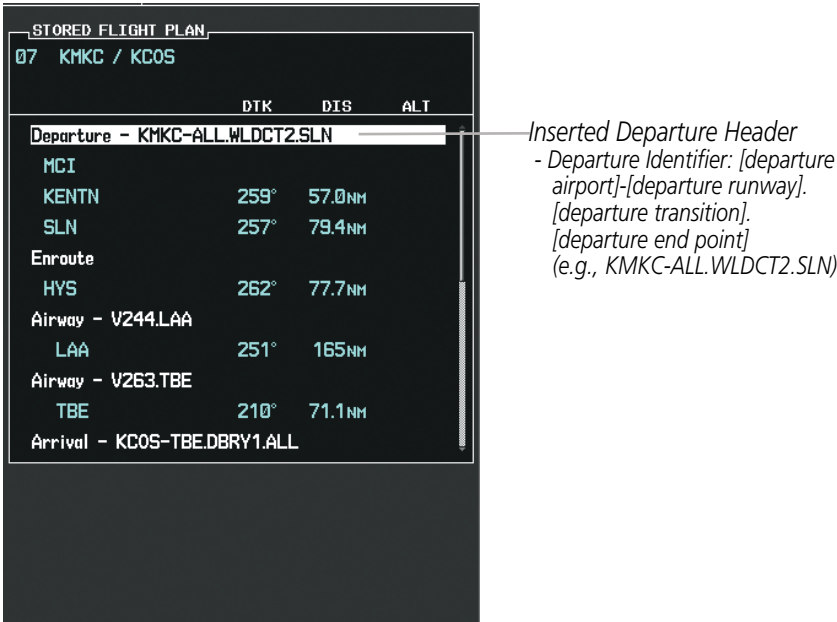 STORED FLIGHT PLAN
07 KMKC / KCOS
DTK DIS ALT
Departure - KMKC-ALL.WLDCT2.SLN
MCI
KENTN 259° 57.0NM
SLN 257° 79.4NM
Enroute
HYS 262° 77.7NM
Airway - V244.LAA
LAA 251° 165NM
Airway - V263.TBE
TBE 210° 71.1NM
Arrival - KCOS-TBE.DBRY1.ALL
Inserted Departure Header
- Departure Identifier: [departure
airport]-[departure runway].
[departure transition].
[departure end point]
(e.g., KMKC-ALL.WLDCT2.SLN)